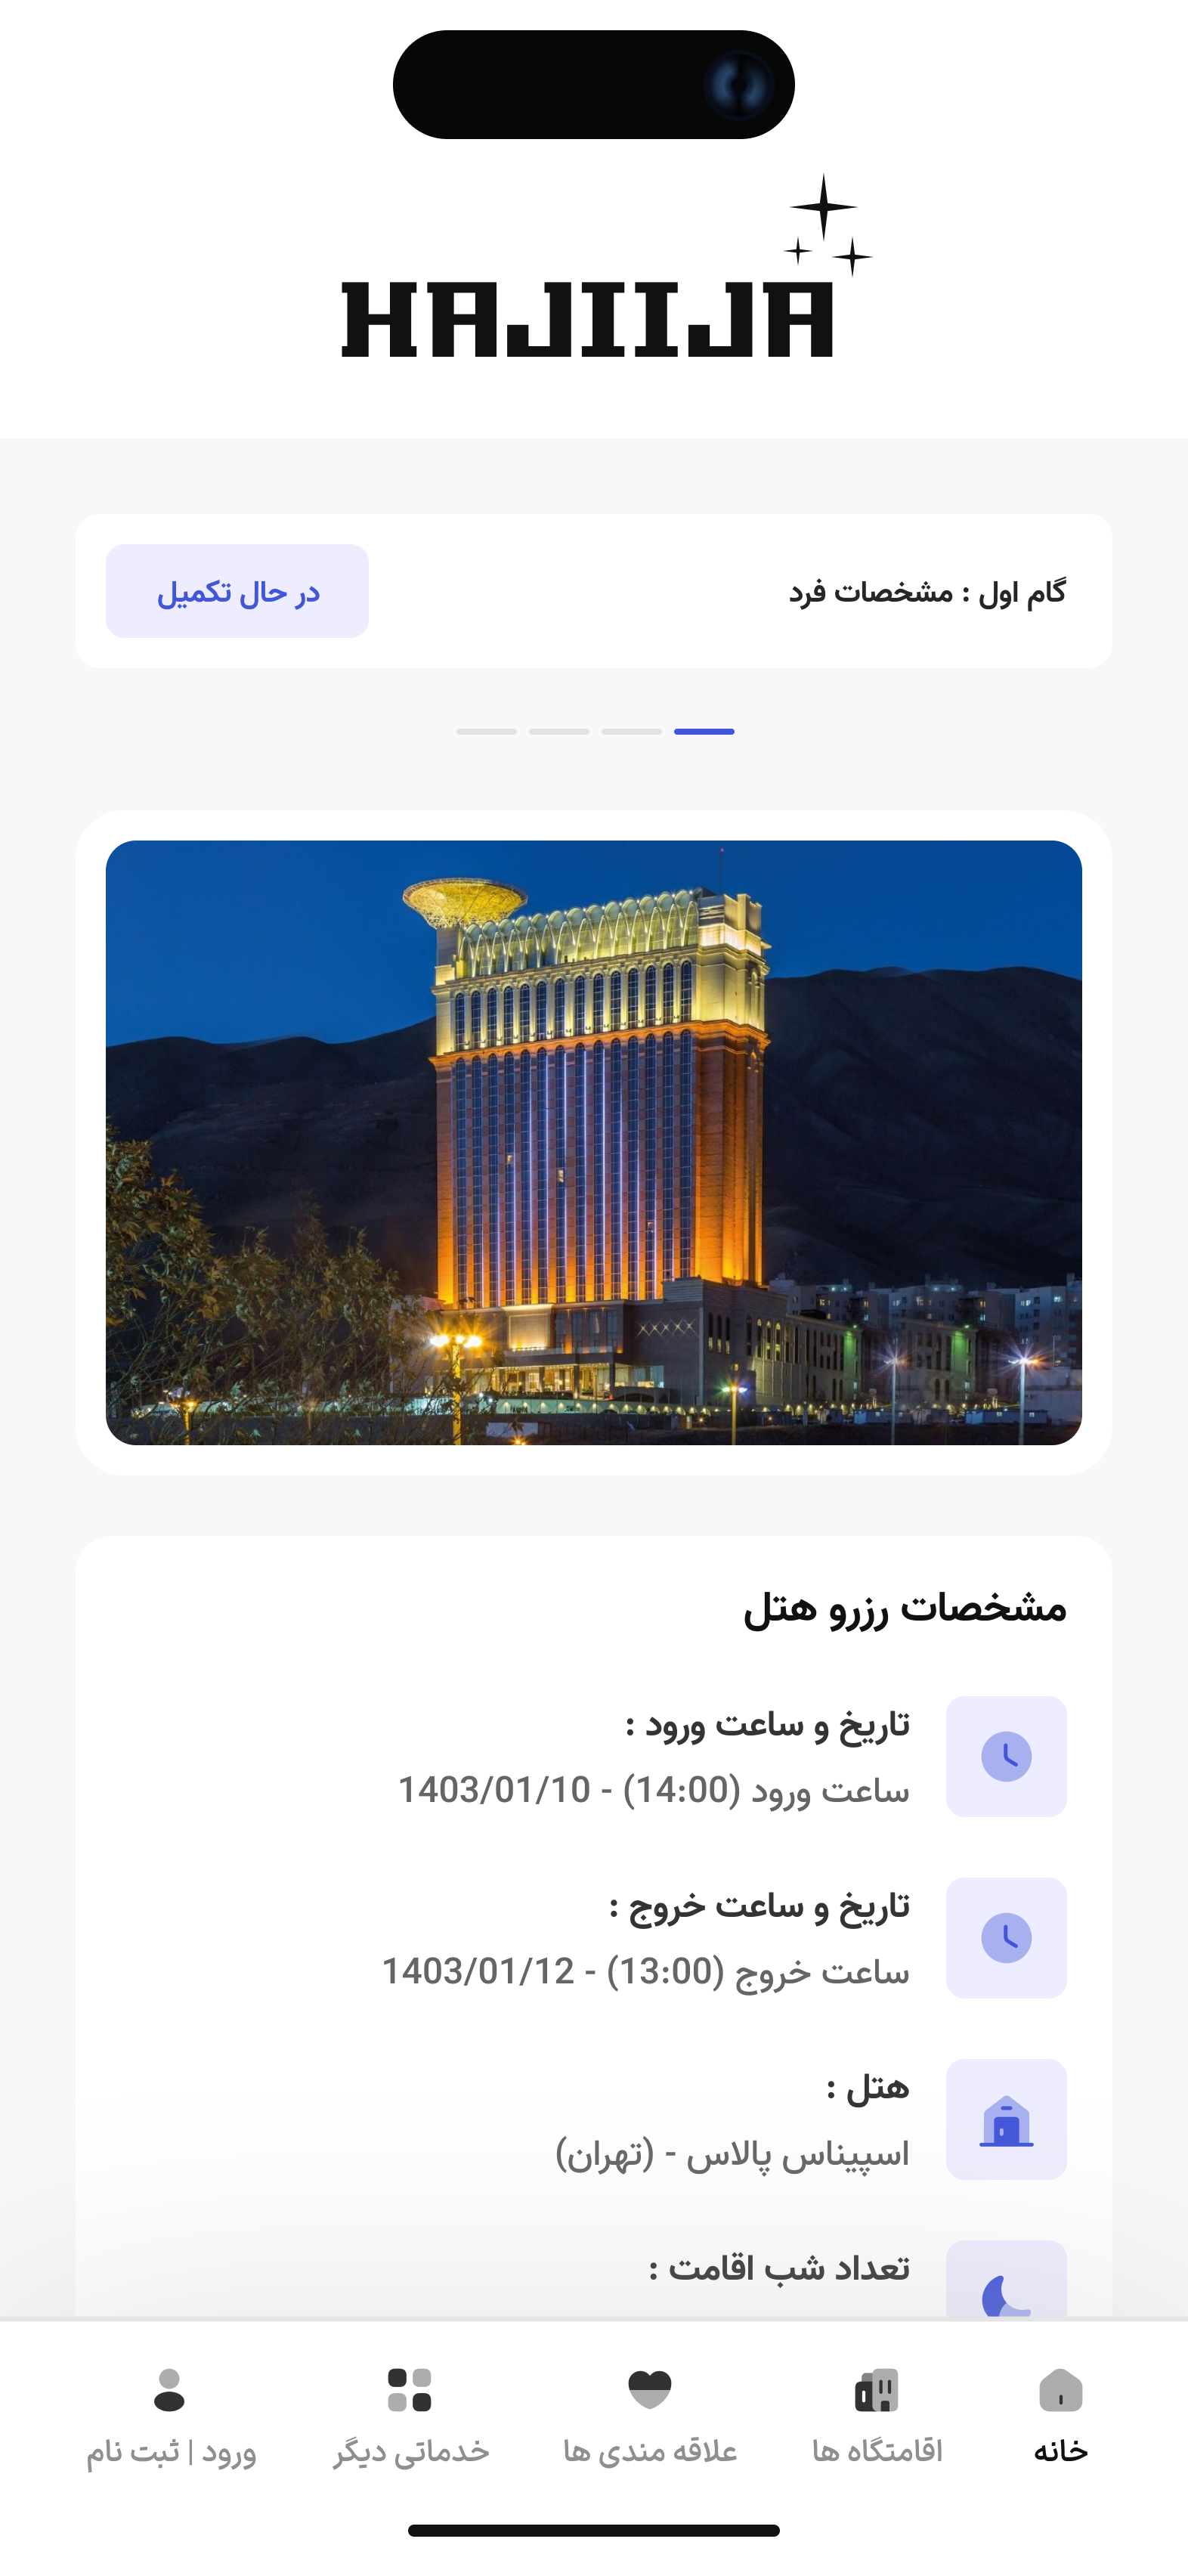 HAJIIJA
گام اول : مشخصات فرد
در حال تکمیل
مشخصات رزرو هتل
تاریخ و ساعت ورود :
ساعت ورود (14:00) - 1403/01/10
تاریخ و ساعت خروج :
ساعت خروج (13:00) - 1403/01/12
هتل :
اسپیناس پالاس - (تهران)
تعداد شب اقامت :
خانه
اقامتگاه ها
علاقه مندی ها
خدماتی دیگر
ورود | ثبت نام